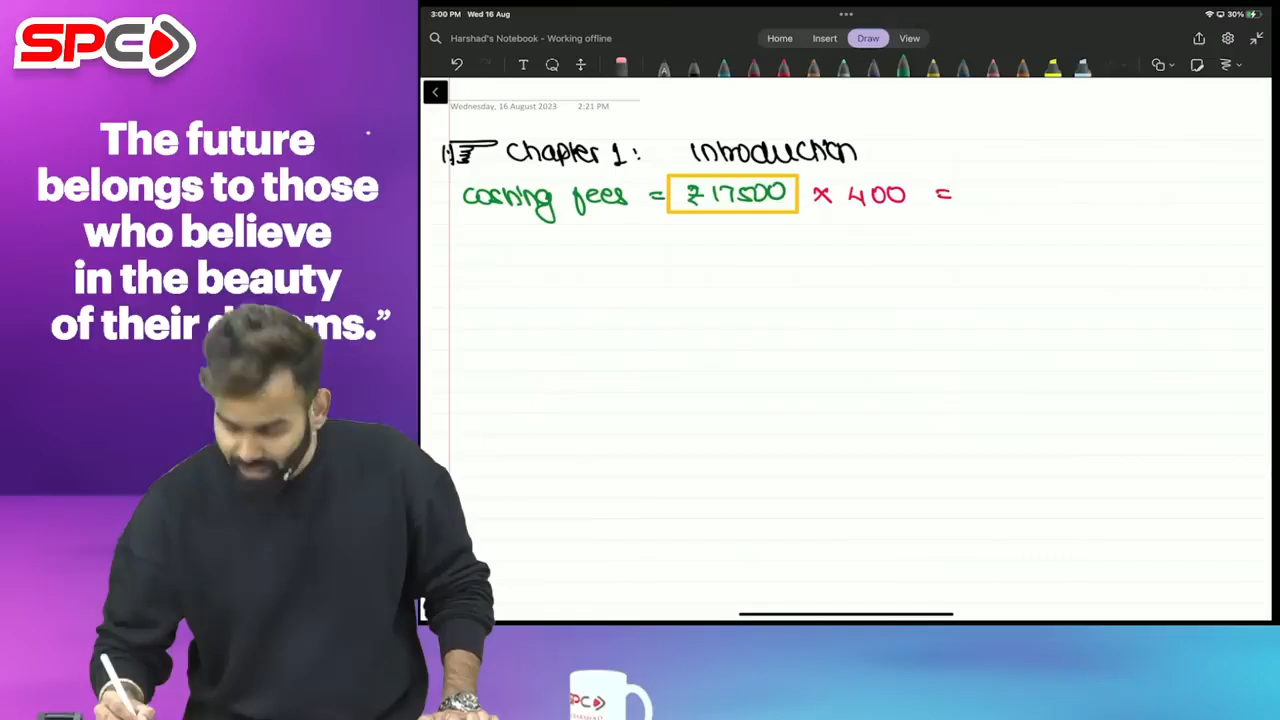 SPC
The future
belongs to those
who believe
in the beauty
of their ms.”
3:00 PM Wed 16 Aug
30%
Harshad's Notebook - Working offline
Home Insert Draw View
T
A
Wednesday, 16 August 2023 2:21 PM
Chapter 1: Introduction
coshing fees = ₹17500 × 400 =
SPC